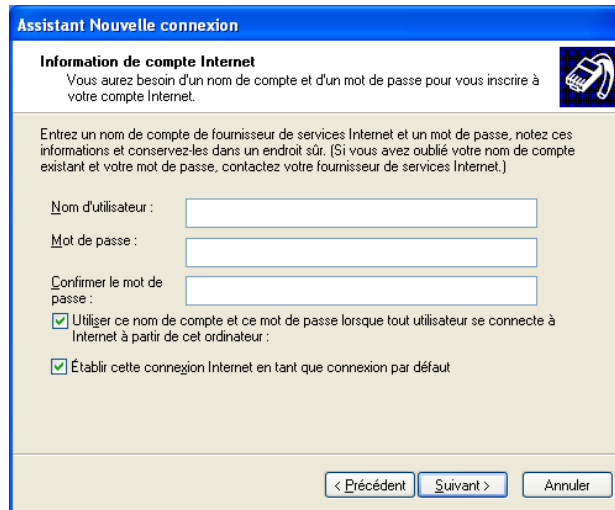 Assistant Nouvelle connexion
Information de compte Internet
Vous aurez besoin d'un nom de compte et d'un mot de passe pour vous inscrire à
votre compte Internet.
Entrez un nom de compte de fournisseur de services Internet et un mot de passe, notez ces
informations et conservez-les dans un endroit sûr. (Si vous avez oublié votre nom de compte
existant et votre mot de passe, contactez votre fournisseur de services Internet.)
Nom d'utilisateur :
Mot de passe :
Confirmer le mot de
passe :
Utiliser ce nom de compte et ce mot de passe lorsque tout utilisateur se connecte à
Internet à partir de cet ordinateur :
Établir cette connexion Internet en tant que connexion par défaut
< Précédent Suivant > Annuler